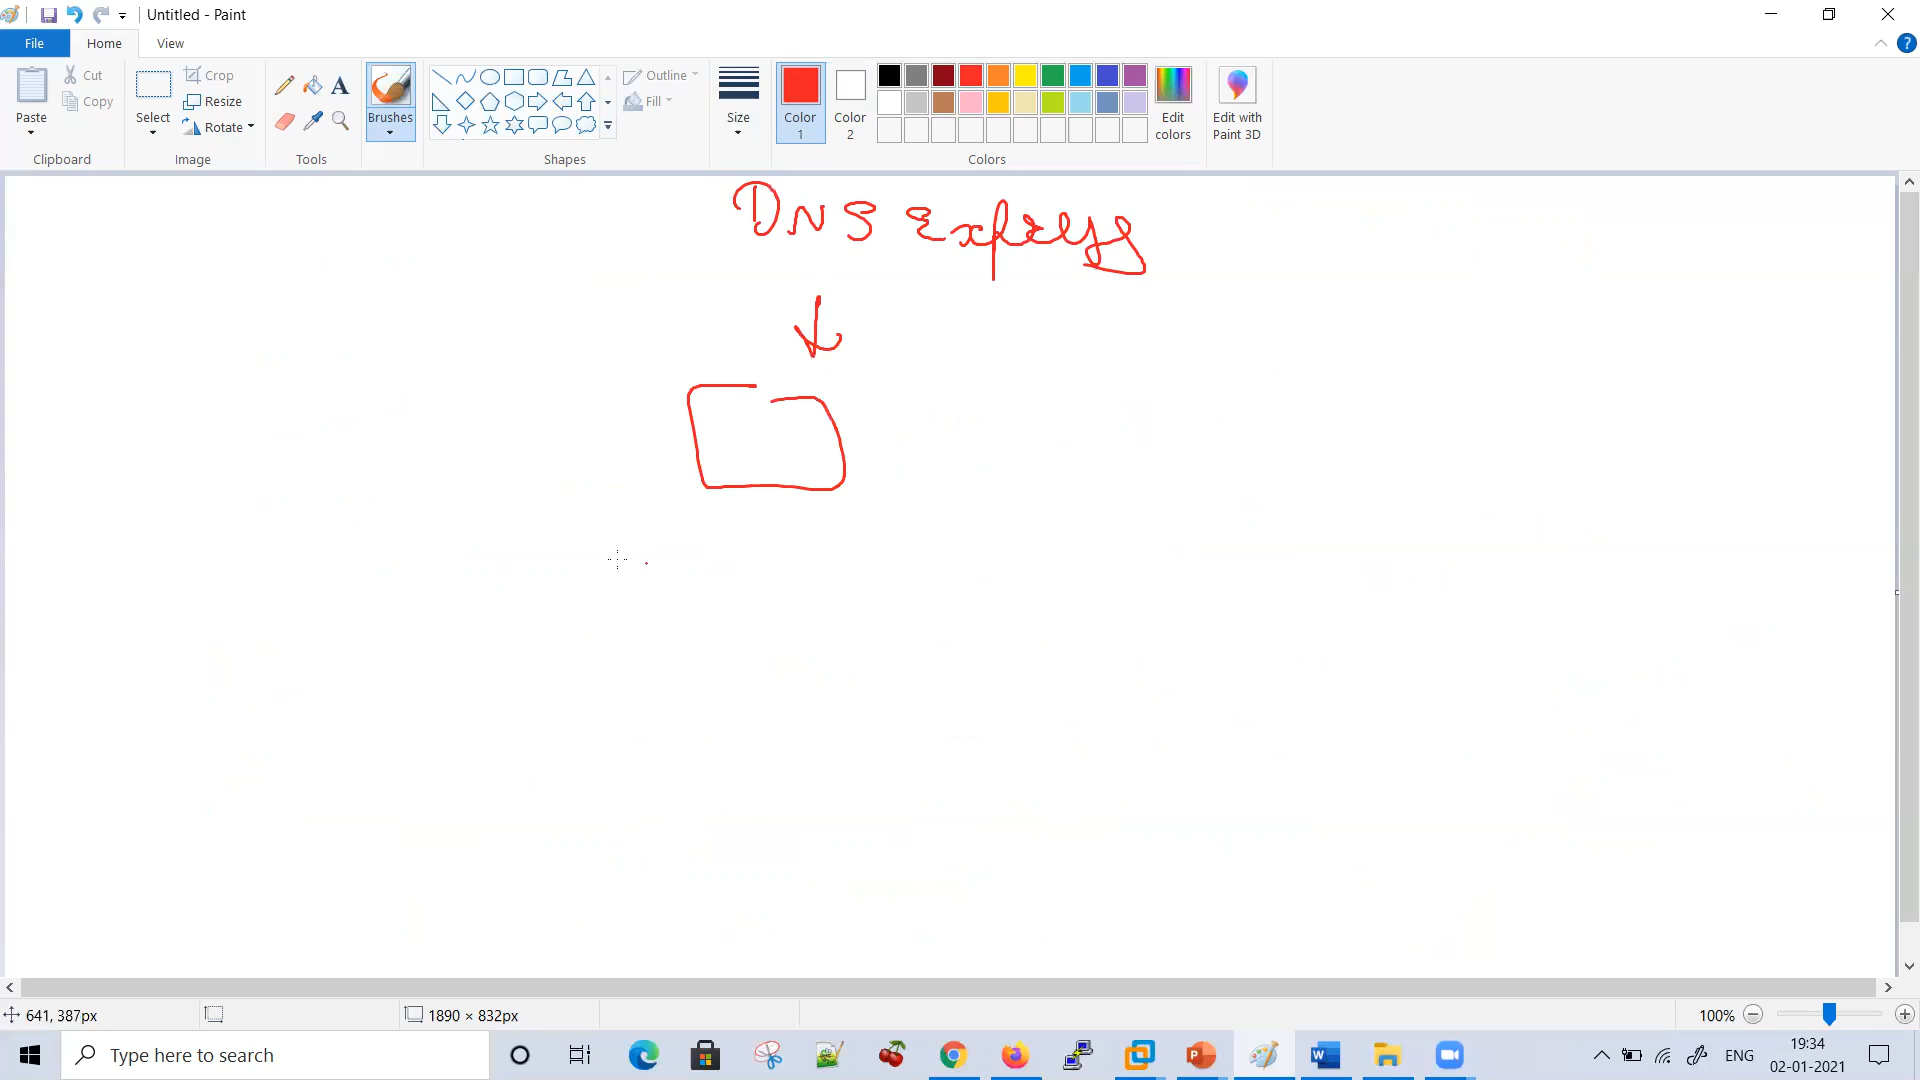 Untitled - Paint
File
Home
View
Paste
Cut
Copy
Clipboard
Select
Crop
Resize
Rotate
Image
Tools
Brushes
Shapes
Outline
Fill
Size
Color 1
Color 2
Edit colors
Colors
Edit with Paint 3D
DNS Express
641, 387px
1890 × 832px
100%
Type here to search
ENG
19:34
02-01-2021